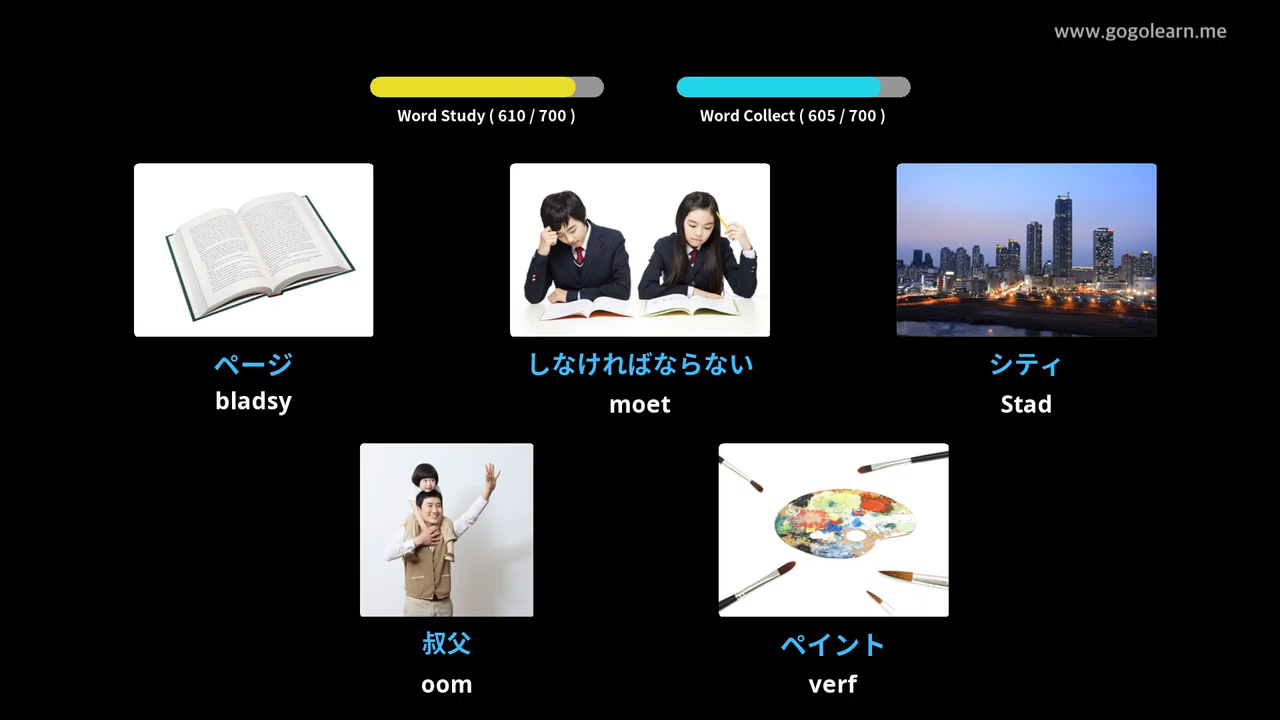 www.gogolearn.me
Word Study ( 610 / 700 )
Word Collect ( 605 / 700 )
ページ
bladsy
しなければならない
moet
シティ
Stad
叔父
oom
ペイント
verf